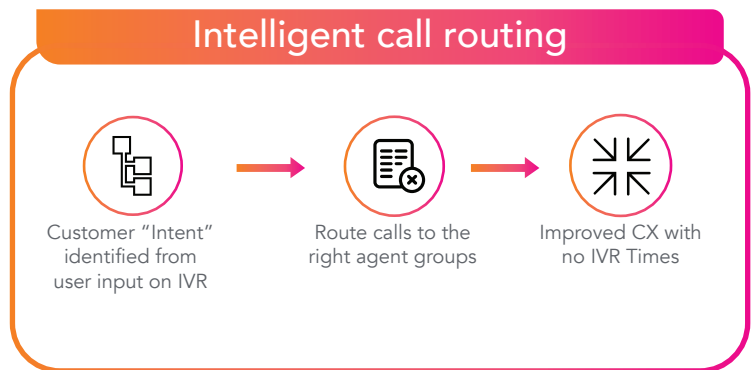 Intelligent call routing
Customer “Intent”
identified from
user input on IVR
Route calls to the
right agent groups
Improved CX with
no IVR Times